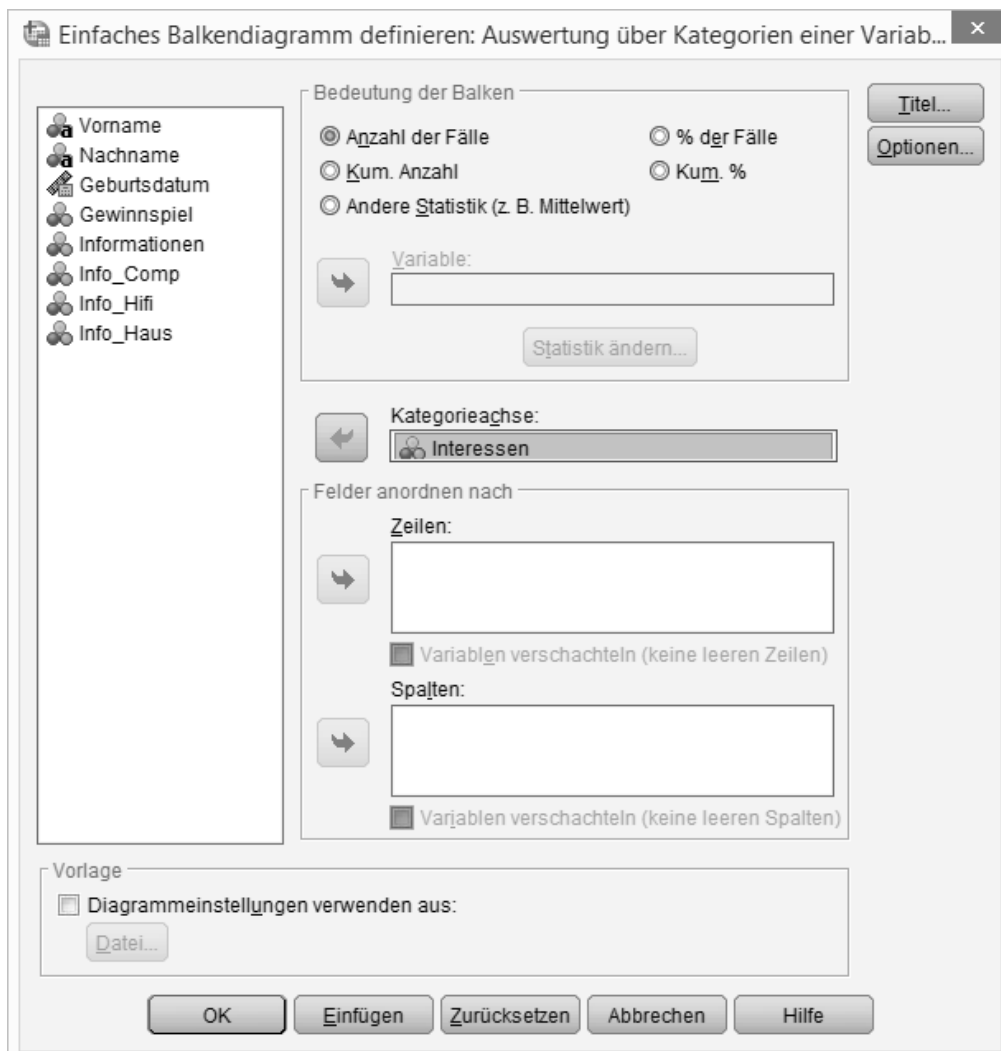 Einfaches Balkendiagramm definieren: Auswertung über Kategorien einer Variab...
Vorname
Nachname
Geburtsdatum
Gewinnspiel
Informationen
Info_Comp
Info_Hifi
Info_Haus
Bedeutung der Balken
Anzahl der Fälle
% der Fälle
Kum. Anzahl
Kum. %
Andere Statistik (z. B. Mittelwert)
Variable:
Statistik ändern...
Kategorieachse:
Interessen
Felder anordnen nach
Zeilen:
Variablen verschachteln (keine leeren Zeilen)
Spalten:
Variablen verschachteln (keine leeren Spalten)
Titel...
Optionen...
Vorlage
Diagrammeinstellungen verwenden aus:
Datei...
OK
Einfügen
Zurücksetzen
Abbrechen
Hilfe